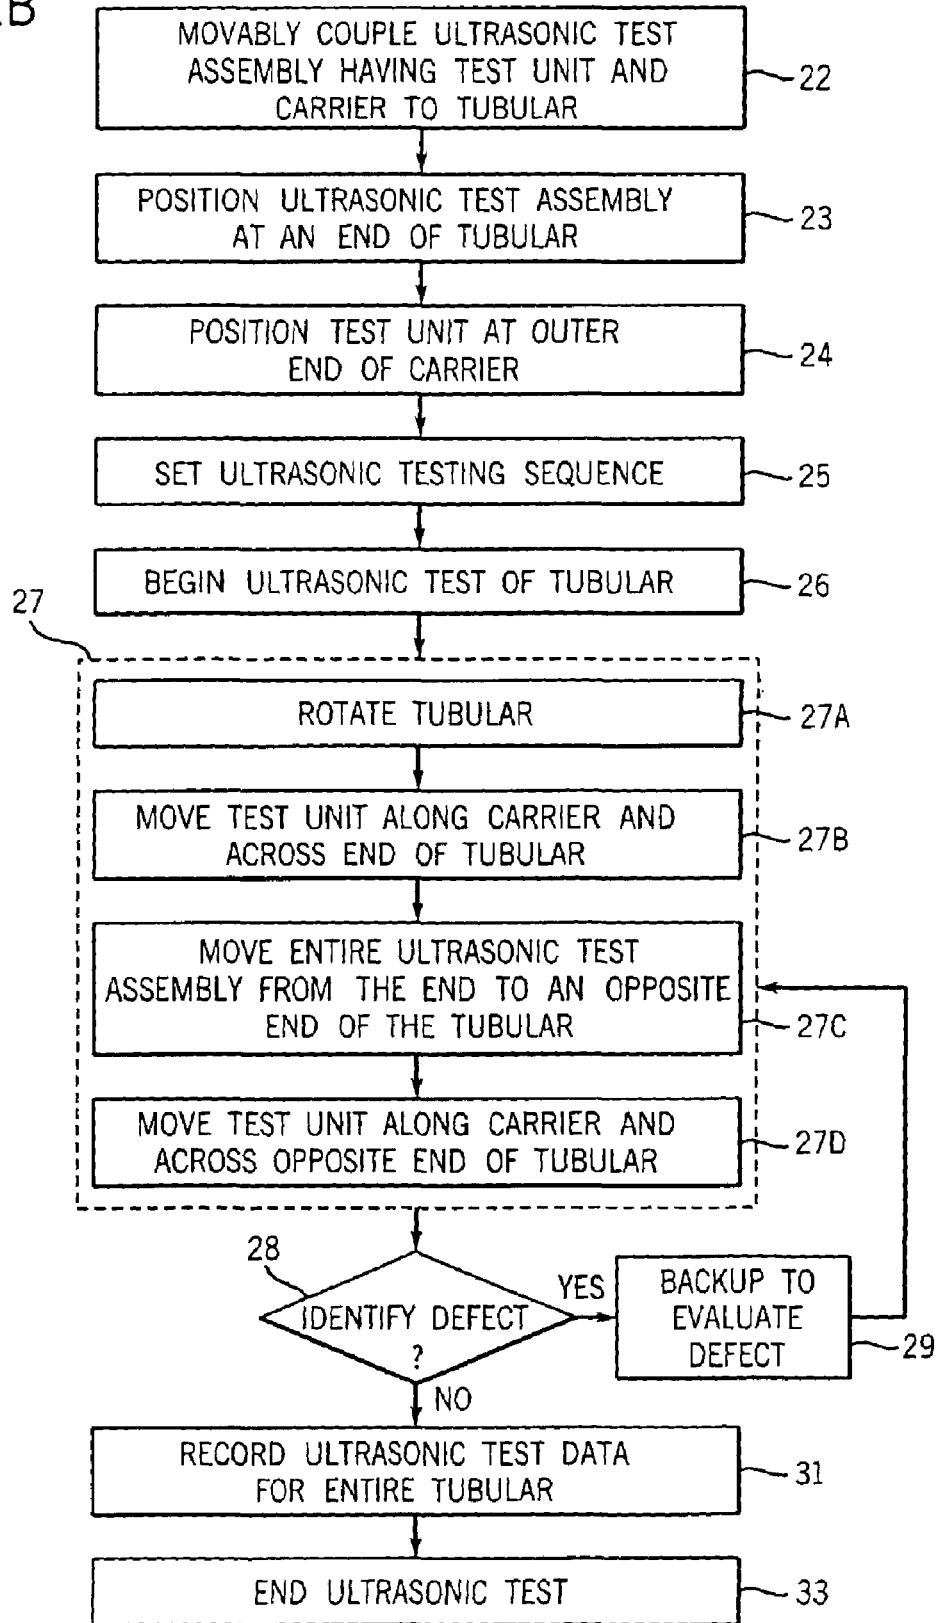 B
MOVABLY COUPLE ULTRASONIC TEST
ASSEMBLY HAVING TEST UNIT AND
CARRIER TO TUBULAR
22
POSITION ULTRASONIC TEST ASSEMBLY
AT AN END OF TUBULAR
23
POSITION TEST UNIT AT OUTER
END OF CARRIER
24
SET ULTRASONIC TESTING SEQUENCE
25
BEGIN ULTRASONIC TEST OF TUBULAR
26
27
ROTATE TUBULAR
27A
MOVE TEST UNIT ALONG CARRIER AND
ACROSS END OF TUBULAR
27B
MOVE ENTIRE ULTRASONIC TEST
ASSEMBLY FROM THE END TO AN OPPOSITE
END OF THE TUBULAR
27C
MOVE TEST UNIT ALONG CARRIER AND
ACROSS OPPOSITE END OF TUBULAR
27D
28
IDENTIFY DEFECT
?
YES
BACKUP TO
EVALUATE
DEFECT
29
NO
RECORD ULTRASONIC TEST DATA
FOR ENTIRE TUBULAR
31
END ULTRASONIC TEST
33